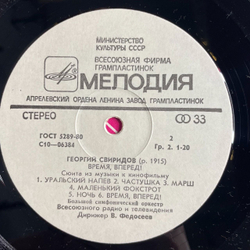 МИНИСТЕРСТВО
КУЛЬТУРЫ СССР
ВСЕСОЮЗНАЯ ФИРМА
ГРАМПЛАСТИНОК
МЕЛОДИЯ
АПРЕЛЕВСКИЙ ОРДЕНА ЛЕНИНА ЗАВОД ГРАМПЛАСТИНОК
СТЕРЕО 33
ГОСТ 5289-80 2
С10—06384 Гр. 2. 1-20
ГЕОРГИЙ СВИРИДОВ (р. 1915)
ВРЕМЯ, ВПЕРЕД!
Сюита из музыки к кинофильму
1. УРАЛЬСКИЙ НАПЕВ 2. ЧАСТУШКА 3. МАРШ
4. МАЛЕНЬКИЙ ФОКСТРОТ
5. НОЧЬ 6. ВРЕМЯ, ВПЕРЕД!
Большой симфонический оркестр
Всесоюзного радио и телевидения
Дирижер В. Федосеев